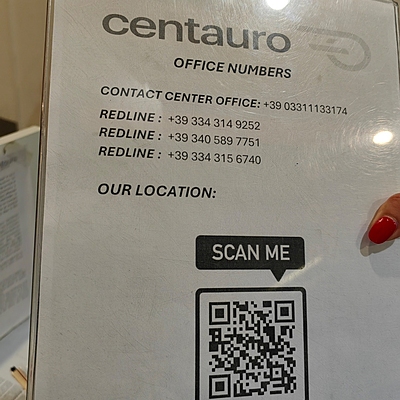 centauro
OFFICE NUMBERS
CONTACT CENTER OFFICE: +39 03311133174
REDLINE : +39 334 314 9252
REDLINE : +39 340 589 7751
REDLINE : +39 334 315 6740
OUR LOCATION:
SCAN ME